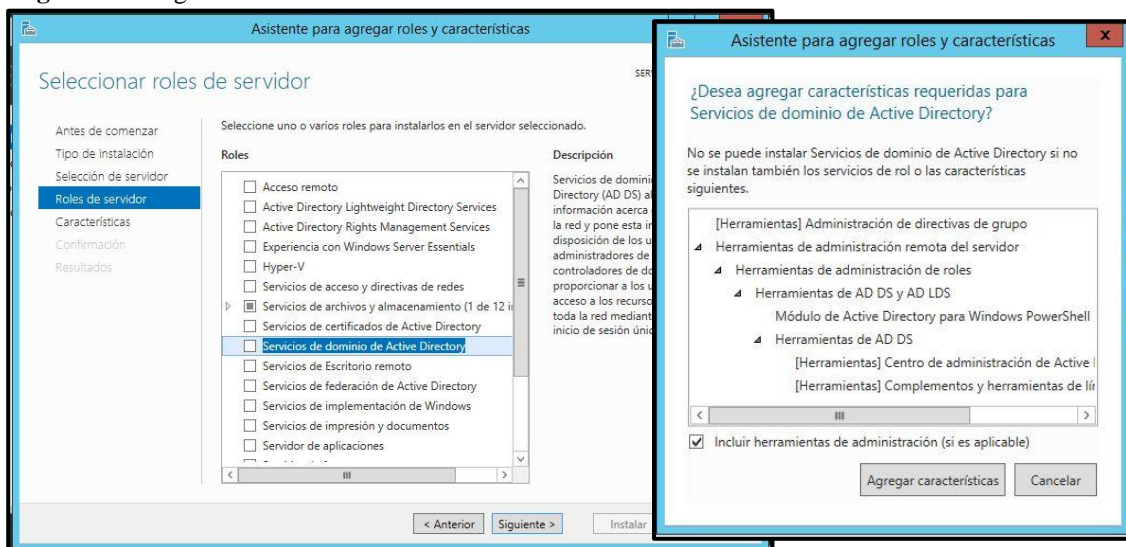 Asistente para agregar roles y características
Seleccionar roles de servidor
Antes de comenzar
Tipo de instalación
Selección de servidor
Roles de servidor
Características
Confirmación
Resultados
Seleccione uno o varios roles para instalarlos en el servidor seleccionado.
Roles
Acceso remoto
Active Directory Lightweight Directory Services
Active Directory Rights Management Services
Experiencia con Windows Server Essentials
Hyper-V
Servicios de acceso y directivas de redes
Servicios de archivos y almacenamiento (1 de 12
Servicios de certificados de Active Directory
Servicios de dominio de Active Directory
Servicios de Escritorio remoto
Servicios de federación de Active Directory
Servicios de implementación de Windows
Servicios de impresión y documentos
Servidor de aplicaciones
Descripción
Servicios de
Directory (AD DS)
información acerca
la red y pone esta
disposición de los
administradores de
controladores de
proporcionar a los
acceso a los
toda la red
inicio de sesión
< Anterior
Siguiente >
Instalar
Asistente para agregar roles y características
X
¿Desea agregar características requeridas para
Servicios de dominio de Active Directory?
No se puede instalar Servicios de dominio de Active Directory si no
se instalan también los servicios de rol o las características
siguientes.
[Herramientas] Administración de directivas de grupo
Herramientas de administración remota del servidor
Herramientas de administración de roles
Herramientas de AD DS y AD LDS
Módulo de Active Directory para Windows PowerShell
Herramientas de AD DS
[Herramientas] Centro de administración de Active
[Herramientas] Complementos y herramientas de
Incluir herramientas de administración (si es aplicable)
Agregar características
Cancelar